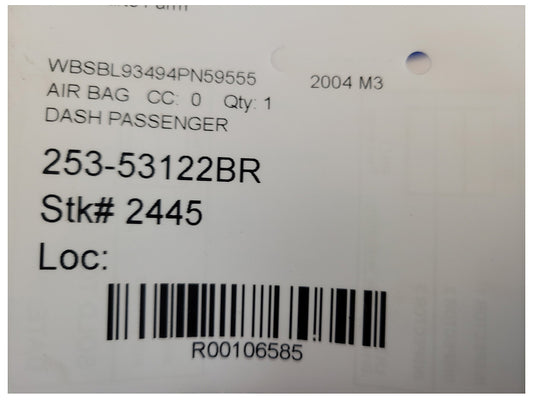 WBSBL93494PN59555 2004 M3
AIR BAG CC: 0 Qty: 1
DASH PASSENGER
253-53122BR
Stk# 2445
Loc:
R00106585